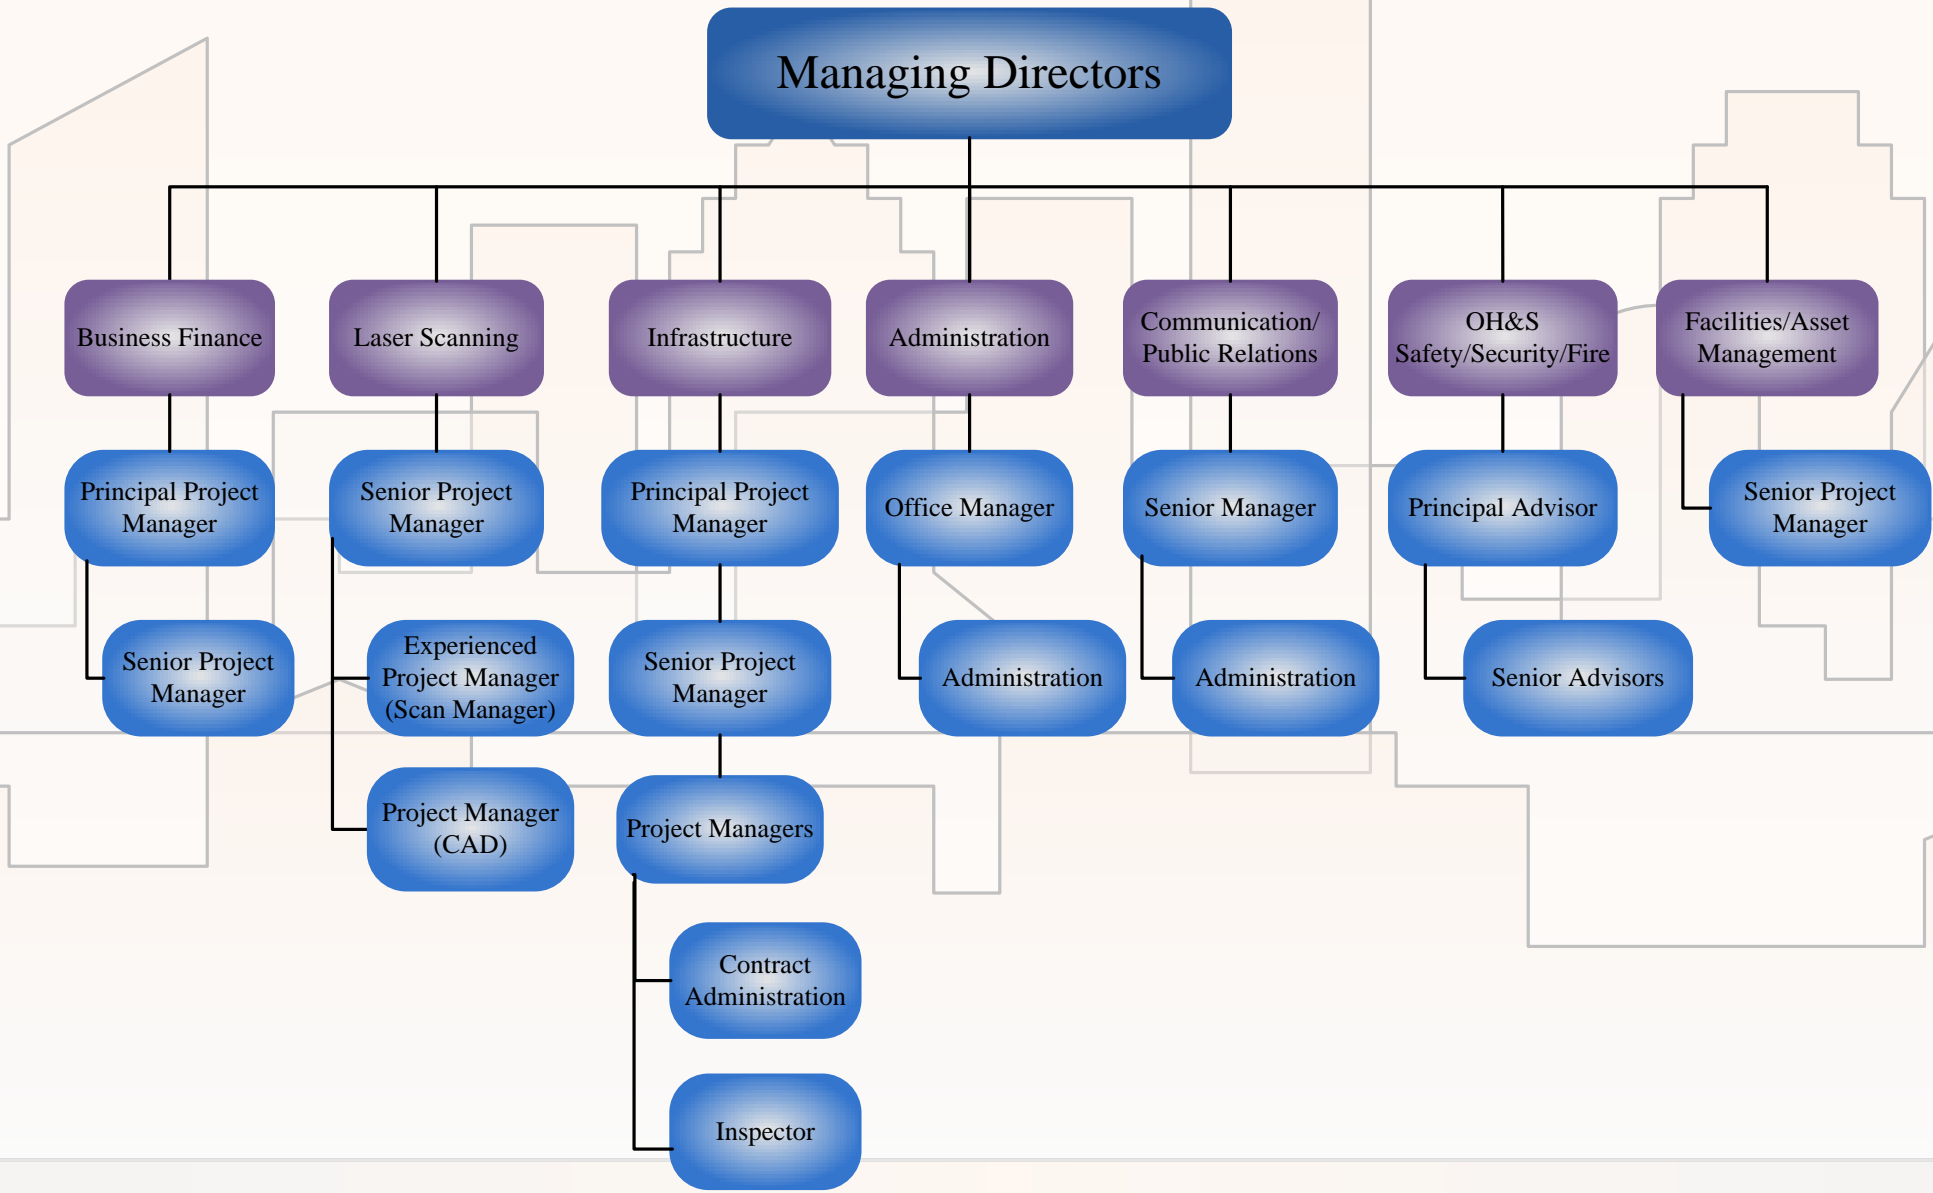 Managing Directors
Business Finance
Laser Scanning
Infrastructure
Administration
Communication/
Public Relations
OH&S
Safety/Security/Fire
Facilities/Asset
Management
Principal Project
Manager
Senior Project
Manager
Principal Project
Manager
Office Manager
Senior Manager
Principal Advisor
Senior Project
Manager
Senior Project
Manager
Experienced
Project Manager
(Scan Manager)
Senior Project
Manager
Administration
Administration
Senior Advisors
Project Manager
(CAD)
Project Managers
Contract
Administration
Inspector